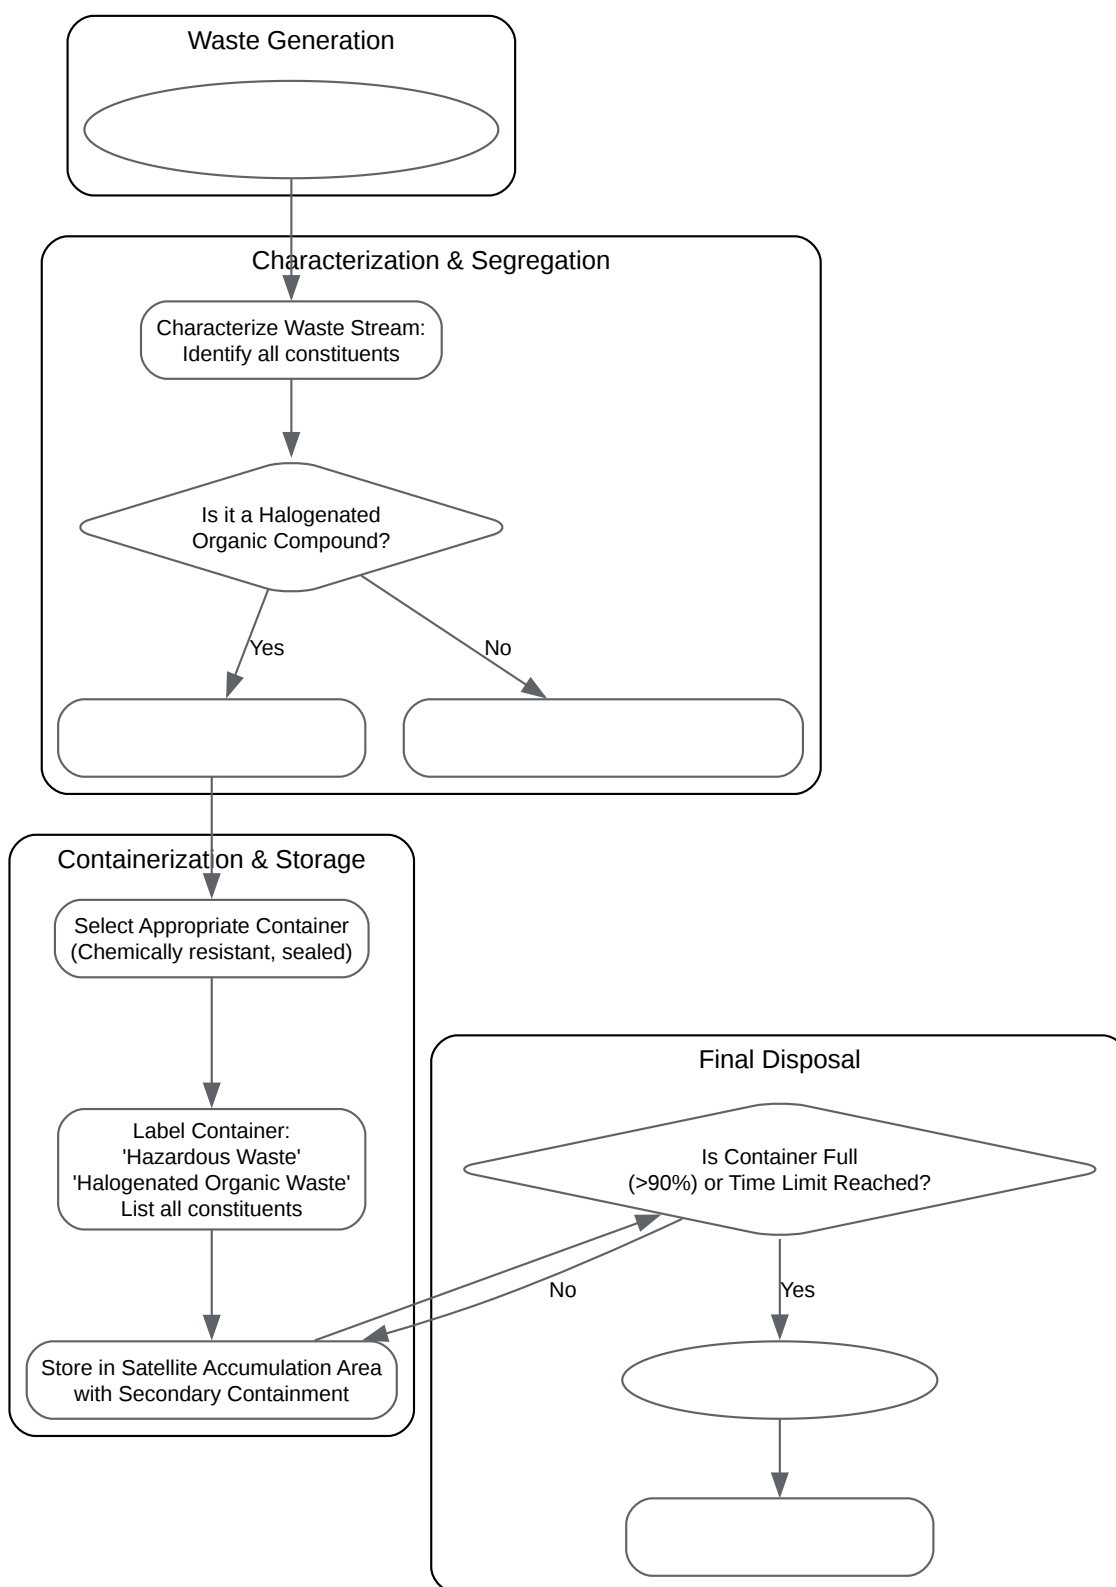 Waste Generation
Characterization & Segregation
Characterize Waste Stream:
Identify all constituents
Is it a Halogenated
Organic Compound?
Yes
No
Containerization & Storage
Select Appropriate Container
(Chemically resistant, sealed)
Label Container:
'Hazardous Waste'
'Halogenated Organic Waste'
List all constituents
Store in Satellite Accumulation Area
with Secondary Containment
Final Disposal
Is Container Full
(>90%) or Time Limit Reached?
No
Yes